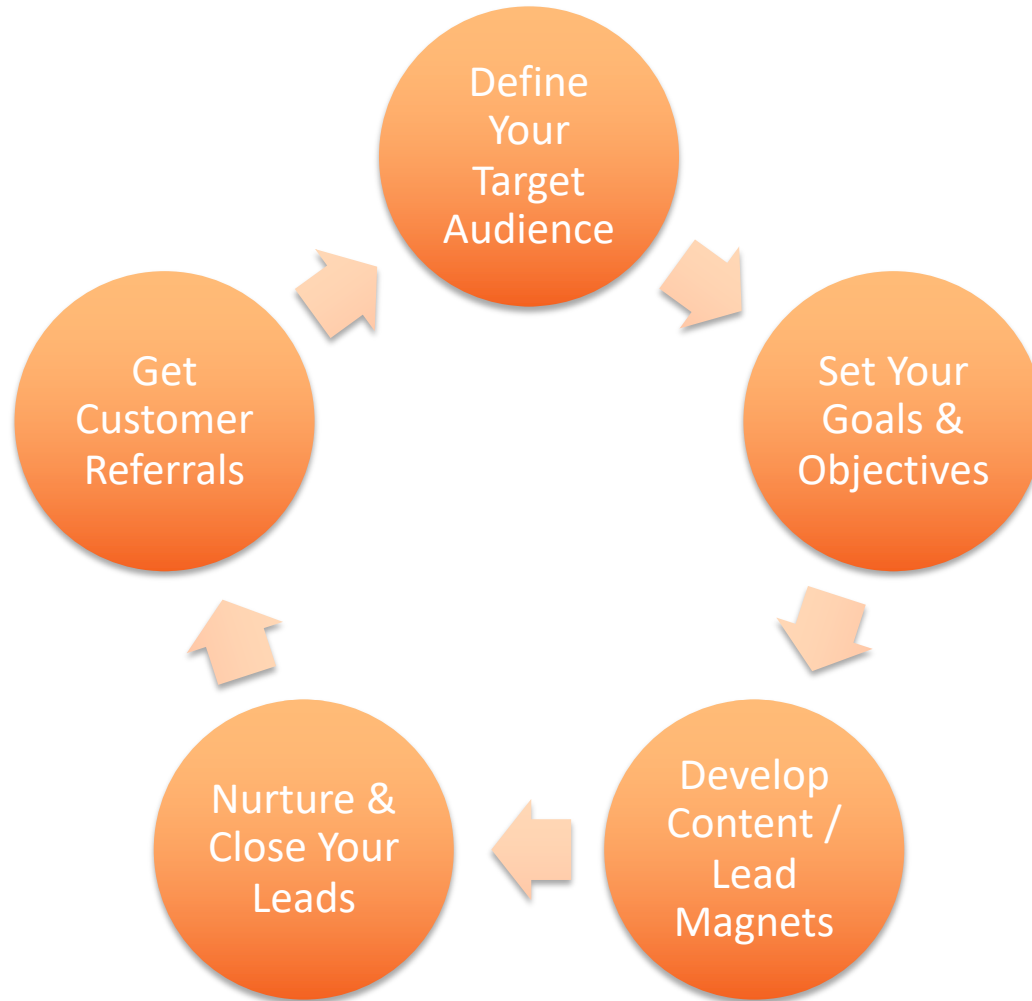 Define
Your
Target
Audience
Set Your
Goals &
Objectives
Develop
Content /
Lead
Magnets
Nurture &
Close Your
Leads
Get
Customer
Referrals